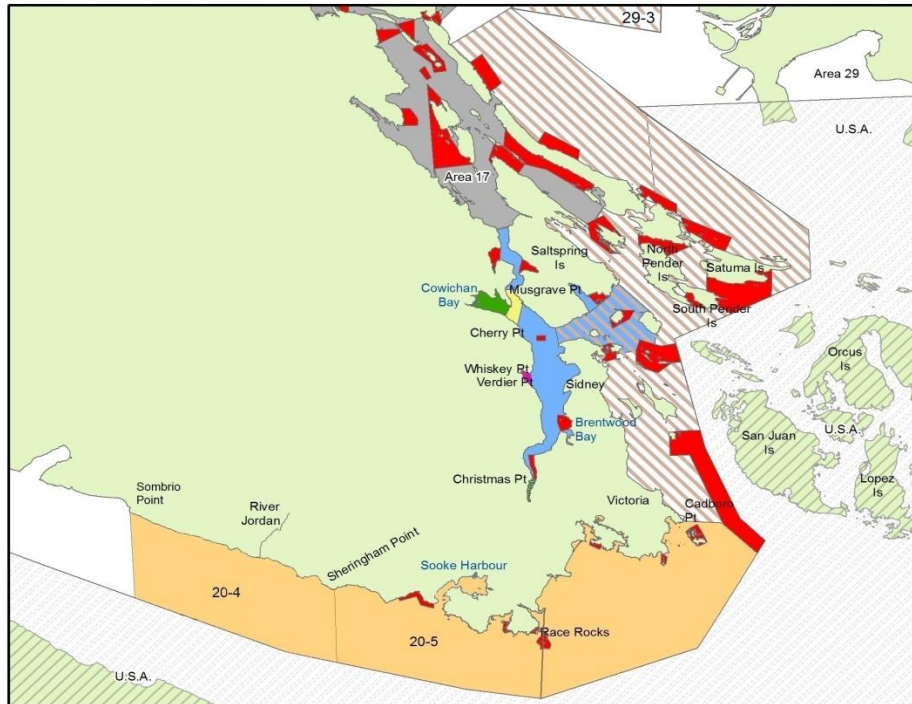 29-3
Area 29
U.S.A.
Area 17
Saltspring
Is
North
Pender
Is
Satuma Is
Cowichan
Bay
Musgrave Pt
South Pender
Is
Cherry Pt
Orcus
Is
Whiskey Pt
Verdier Pt
Sidney
U.S.A.
Brentwood
Bay
San Juan
Is
Lopez
Is
Christmas Pt
Sombrio
Point
River
Jordan
Victoria
Cadboro
Pt
Sheringham Point
Sooke Harbour
20-4
20-5
Race Rocks
U.S.A.